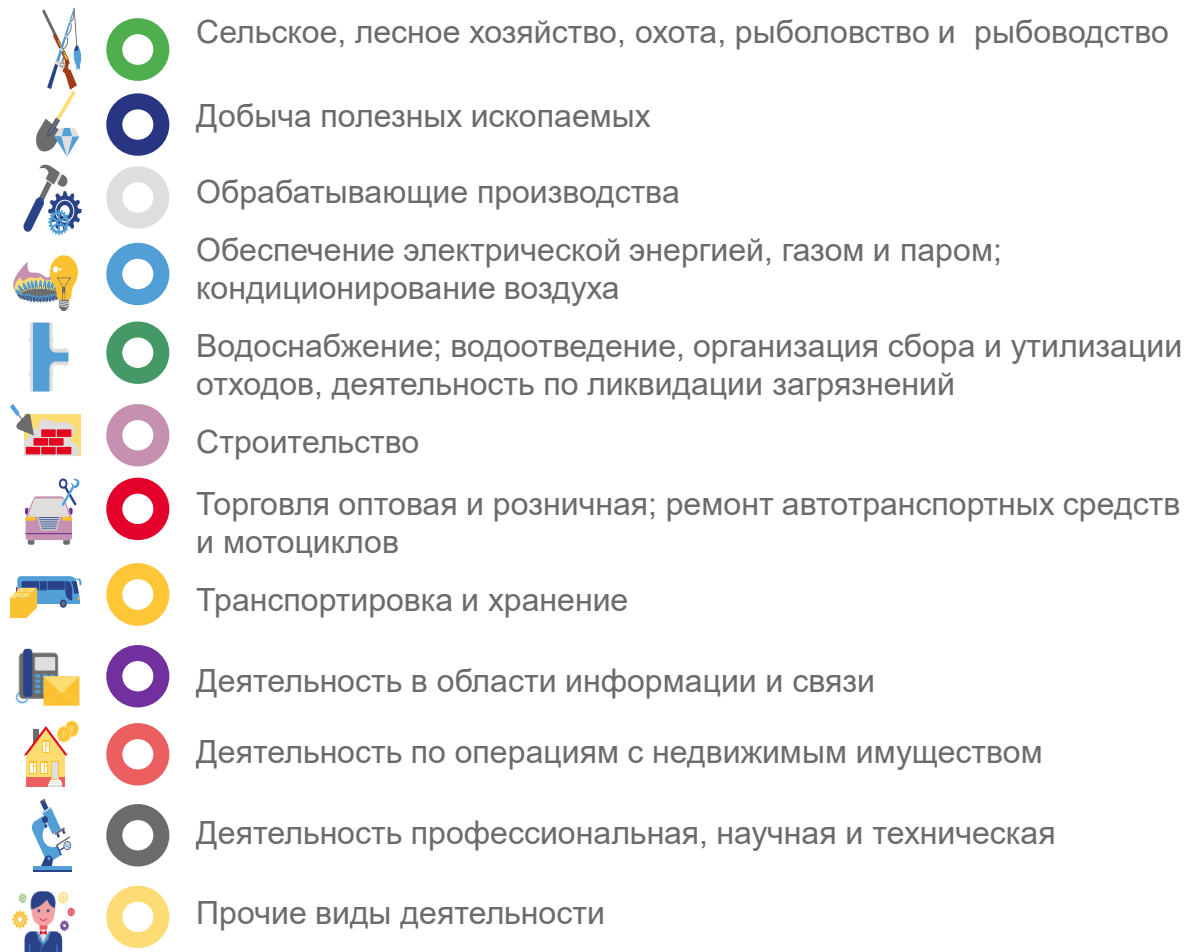 Сельское, лесное хозяйство, охота, рыболовство и рыбоводство
Добыча полезных ископаемых
Обрабатывающие производства
Обеспечение электрической энергией, газом и паром;
кондиционирование воздуха
Водоснабжение; водоотведение, организация сбора и утилизации
отходов, деятельность по ликвидации загрязнений
Строительство
Торговля оптовая и розничная; ремонт автотранспортных средств
и мотоциклов
Транспортировка и хранение
Деятельность в области информации и связи
Деятельность по операциям с недвижимым имуществом
Деятельность профессиональная, научная и техническая
Прочие виды деятельности